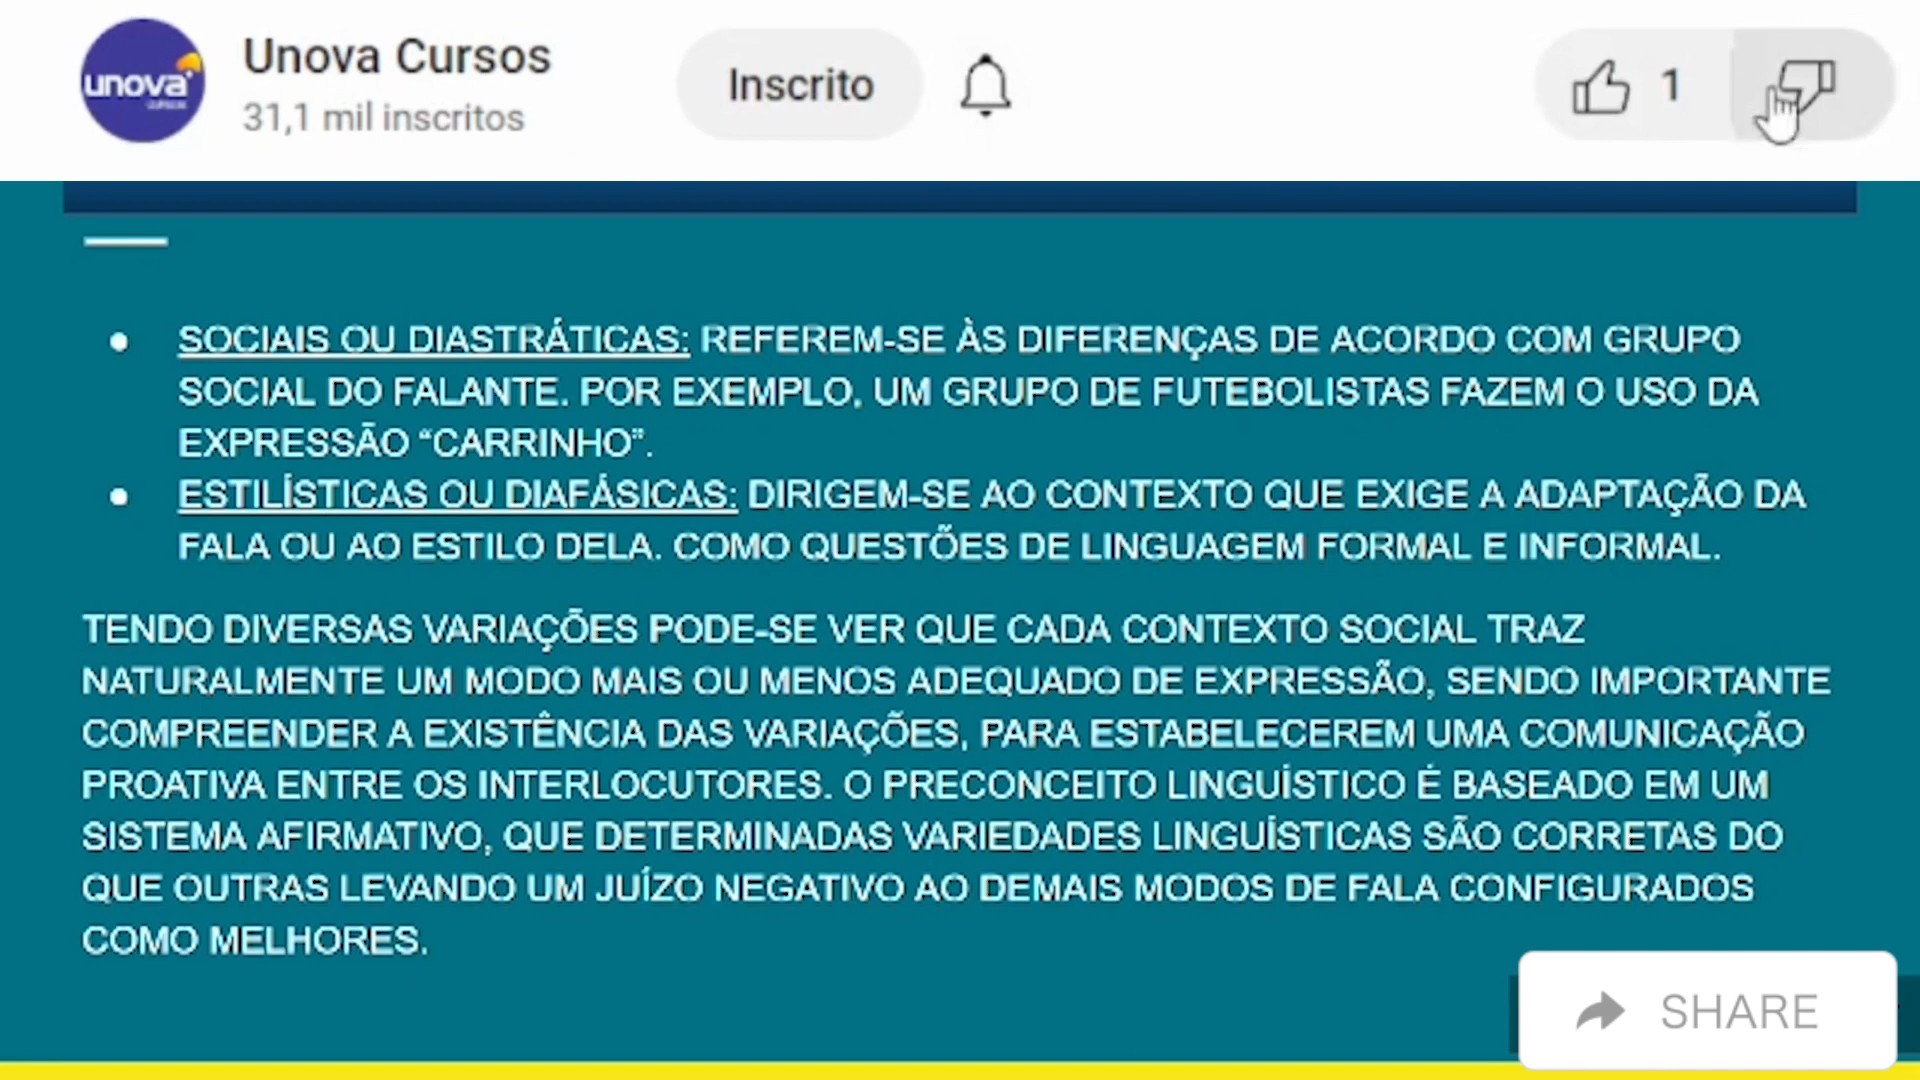 unova
cursos
Unova Cursos
31,1 mil inscritos
Inscrito
1
SOCIAIS OU DIASTRÁTICAS: REFEREM-SE ÀS DIFERENÇAS DE ACORDO COM GRUPO
SOCIAL DO FALANTE. POR EXEMPLO, UM GRUPO DE FUTEBOLISTAS FAZEM O USO DA
EXPRESSÃO “CARRINHO”.
ESTILÍSTICAS OU DIAFÁSICAS: DIRIGEM-SE AO CONTEXTO QUE EXIGE A ADAPTAÇÃO DA
FALA OU AO ESTILO DELA. COMO QUESTÕES DE LINGUAGEM FORMAL E INFORMAL.
TENDO DIVERSAS VARIAÇÕES PODE-SE VER QUE CADA CONTEXTO SOCIAL TRAZ
NATURALMENTE UM MODO MAIS OU MENOS ADEQUADO DE EXPRESSÃO, SENDO IMPORTANTE
COMPREENDER A EXISTÊNCIA DAS VARIAÇÕES, PARA ESTABELECEREM UMA COMUNICAÇÃO
PROATIVA ENTRE OS INTERLOCUTORES. O PRECONCEITO LINGUÍSTICO É BASEADO EM UM
SISTEMA AFIRMATIVO, QUE DETERMINADAS VARIEDADES LINGUÍSTICAS SÃO CORRETAS DO
QUE OUTRAS LEVANDO UM JUÍZO NEGATIVO AO DEMAIS MODOS DE FALA CONFIGURADOS
COMO MELHORES.
SHARE